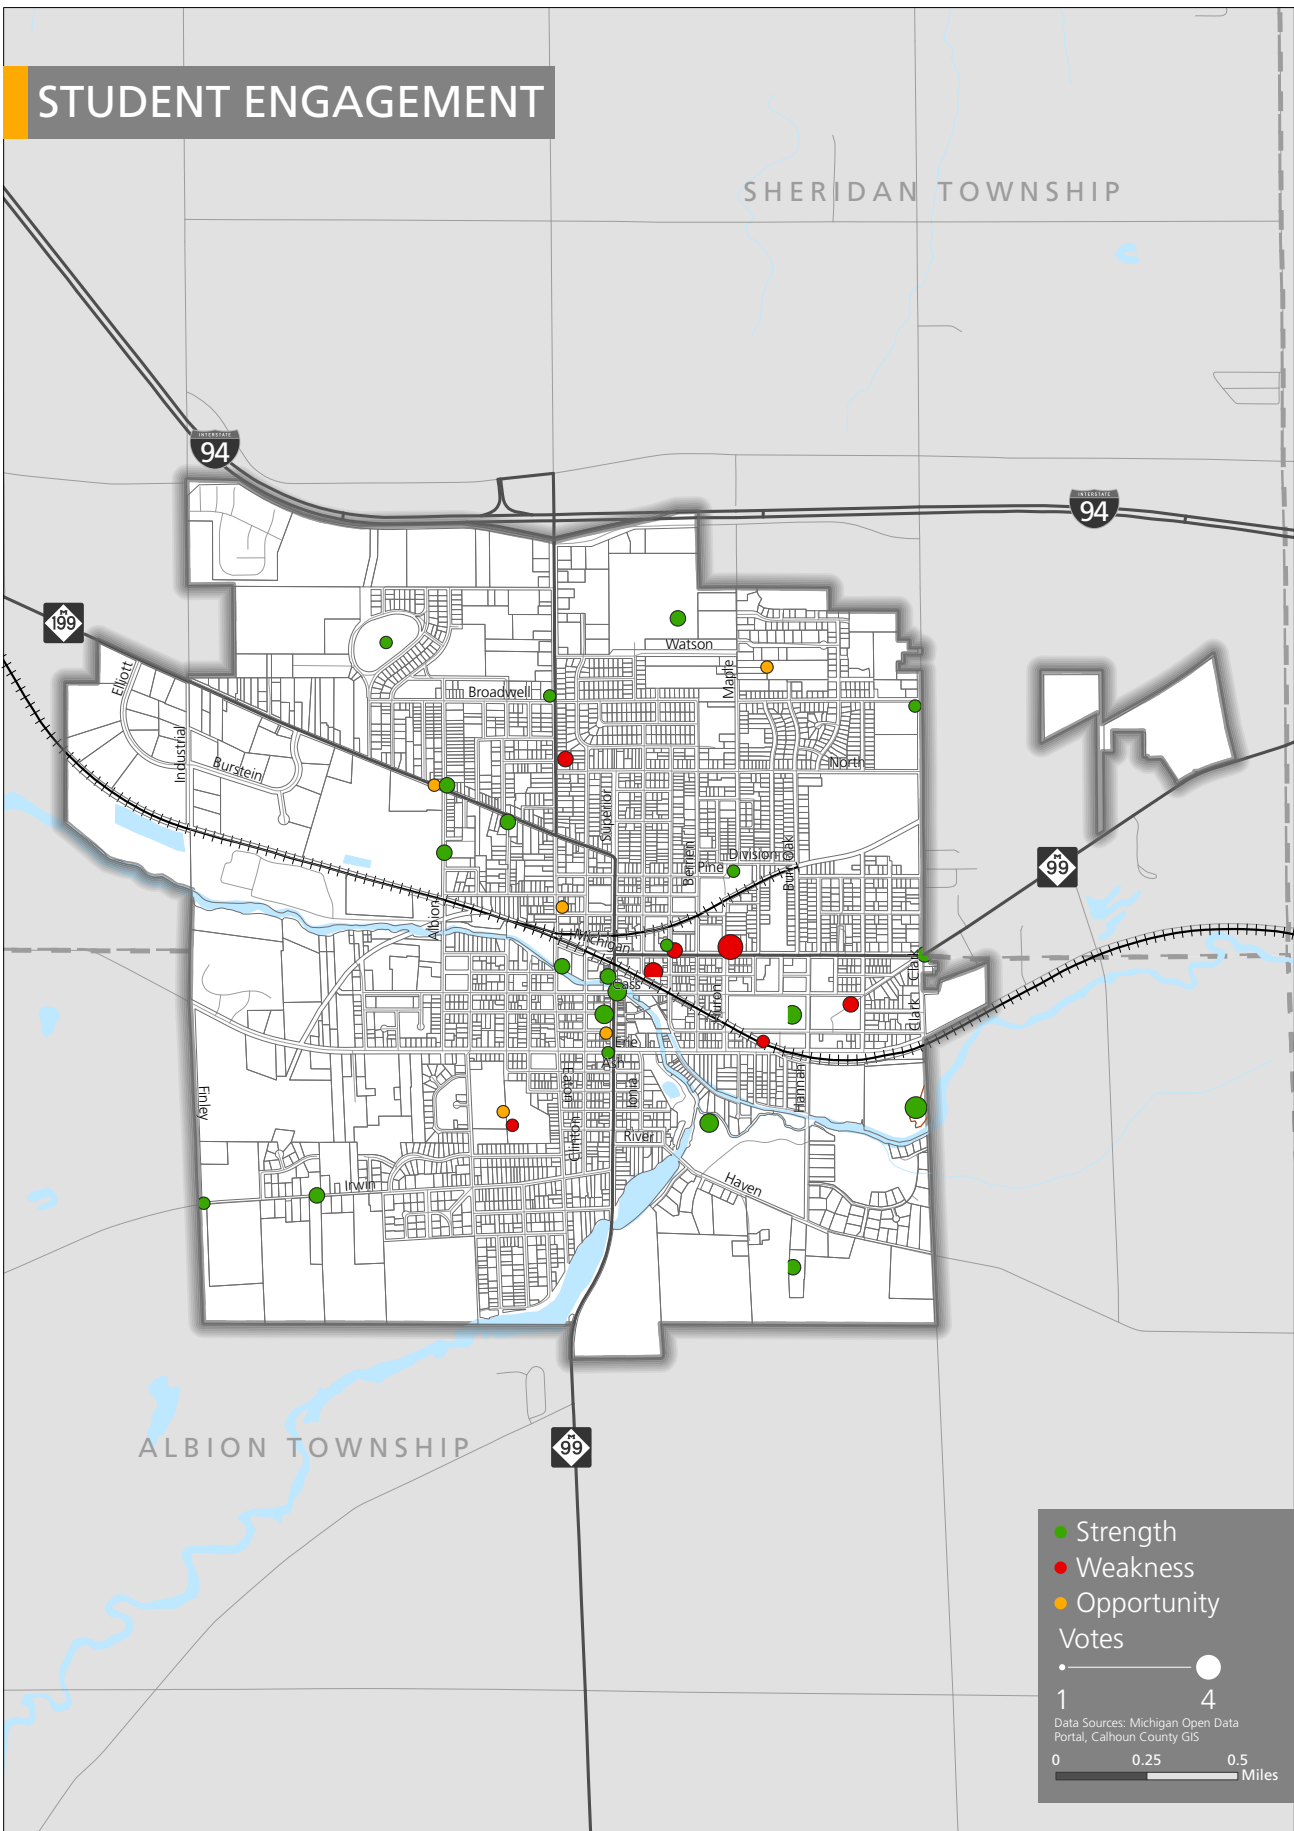 STUDENT ENGAGEMENT
SHERIDAN TOWNSHIP
INTERSTATE
94
INTERSTATE
94
M
199
Elliott
Watson
Maple
Broadwell
Industrial
Burstein
North
Superior
Division
Burr Oak
Berrien
Pine
M
99
Albion
Michigan
Cass
Huron
Clark
Clark
Erie
Ash
Eaton
Ionia
Hannah
Finley
Clinton
River
Irwin
Haven
ALBION TOWNSHIP
M
99
Strength
Weakness
Opportunity
Votes
1 4
Data Sources: Michigan Open Data
Portal, Calhoun County GIS
0 0.25 0.5
Miles